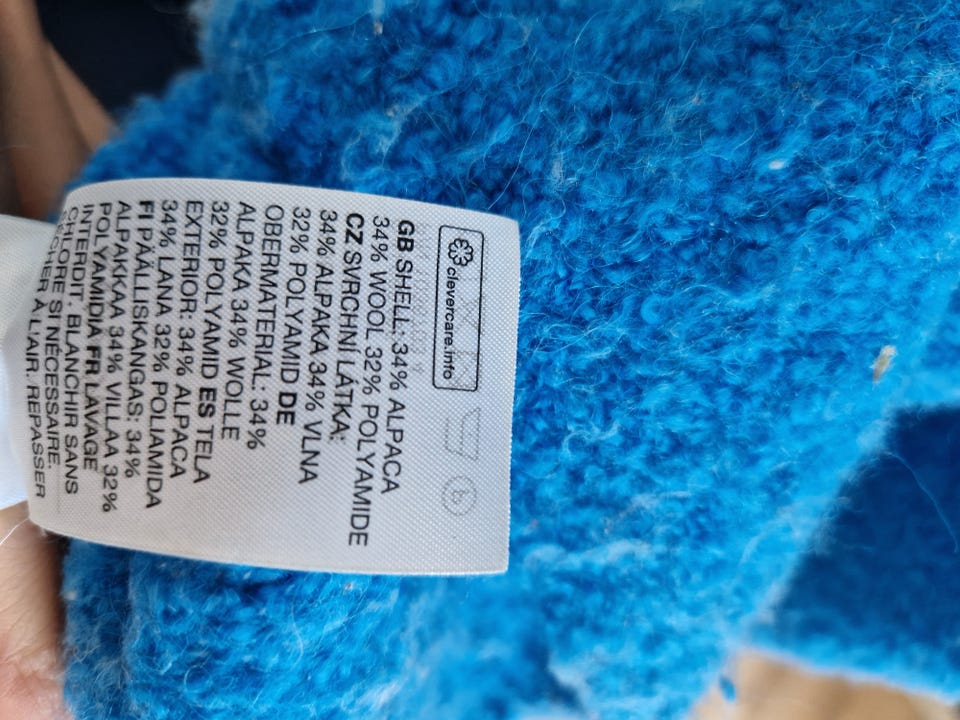 clevercare.info
GB SHELL: 34% ALPACA
34% WOOL 32% POLYAMIDE
CZ SVRCHNÍ LÁTKA:
34% ALPAKA 34% VLNA
32% POLYAMID DE
OBERMATERIAL: 34%
ALPAKA 34% WOLLE
32% POLYAMID ES TELA
EXTERIOR: 34% ALPACA
34% LANA 32% POLIAMIDA
FI PÄÄLLISKANGAS: 34%
ALPAKKAA 34% VILLAA 32%
POLYAMIDIA FR LAVAGE
INTERDIT. BLANCHIR SANS
CHLORE SI NÉCESSAIRE.
SÉCHER À L'AIR. REPASSER